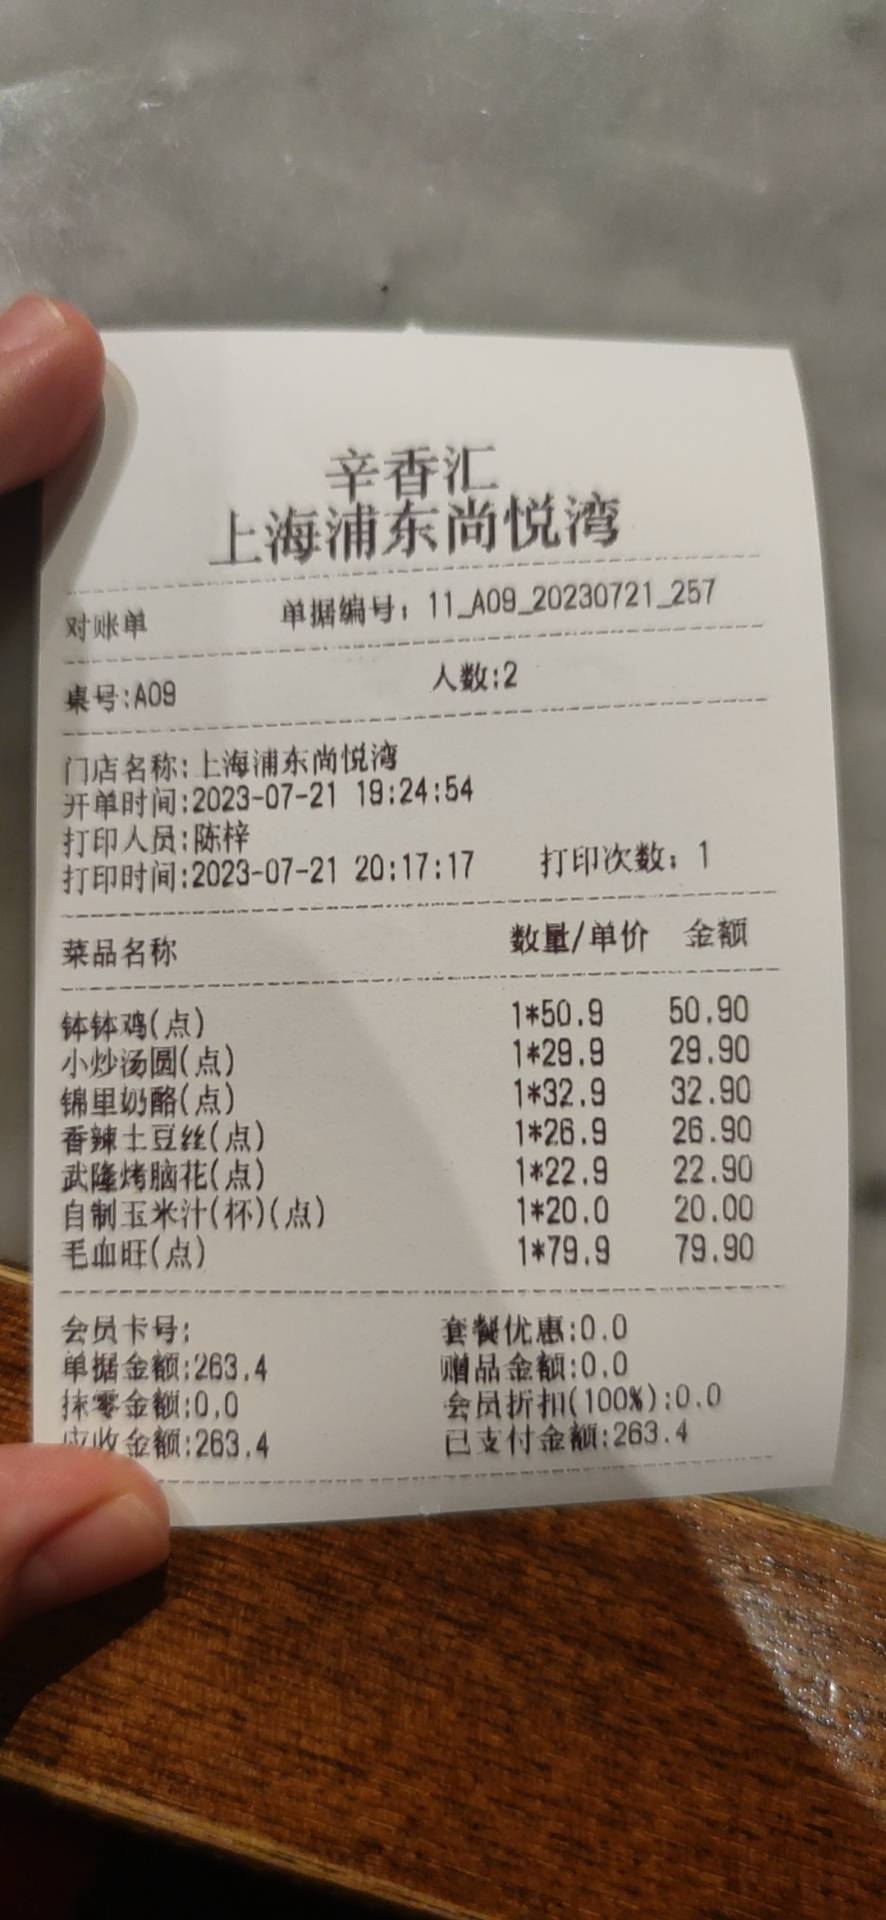 辛香汇
上海浦东尚悦湾
对账单 单据编号：11_A09_20230721_257
桌号:A09 人数:2
门店名称:上海浦东尚悦湾
开单时间:2023-07-21 19:24:54
打印人员:陈梓
打印时间:2023-07-21 20:17:17 打印次数：1
菜品名称 数量/单价 金额
钵钵鸡(点) 1*50.9 50.90
小炒汤圆(点) 1*29.9 29.90
锦里奶酪(点) 1*32.9 32.90
香辣土豆丝(点) 1*26.9 26.90
武隆烤脑花(点) 1*22.9 22.90
自制玉米汁(杯)(点) 1*20.0 20.00
毛血旺(点) 1*79.9 79.90
会员卡号: 套餐优惠:0.0
单据金额:263.4 赠品金额:0.0
抹零金额:0.0 会员折扣(100%):0.0
应收金额:263.4 已支付金额:263.4